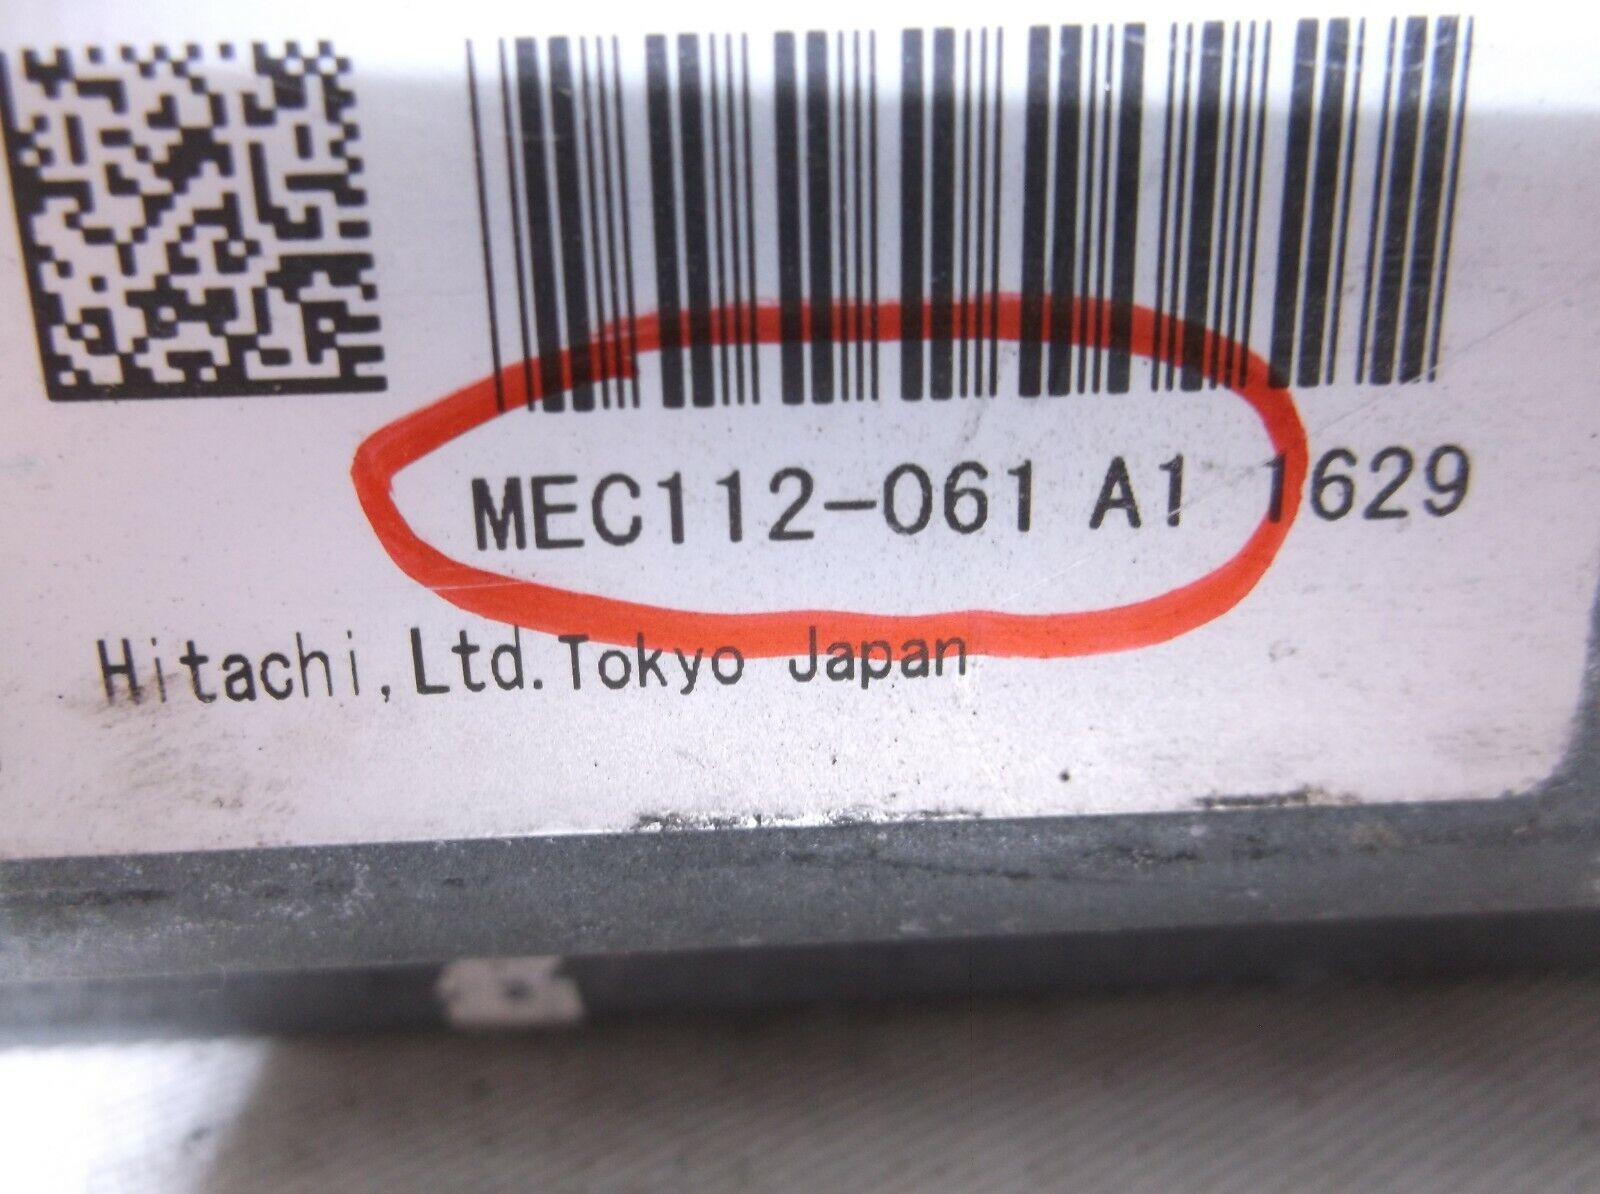 MEC112-061 A1 1629
Hitachi,Ltd.Tokyo Japan